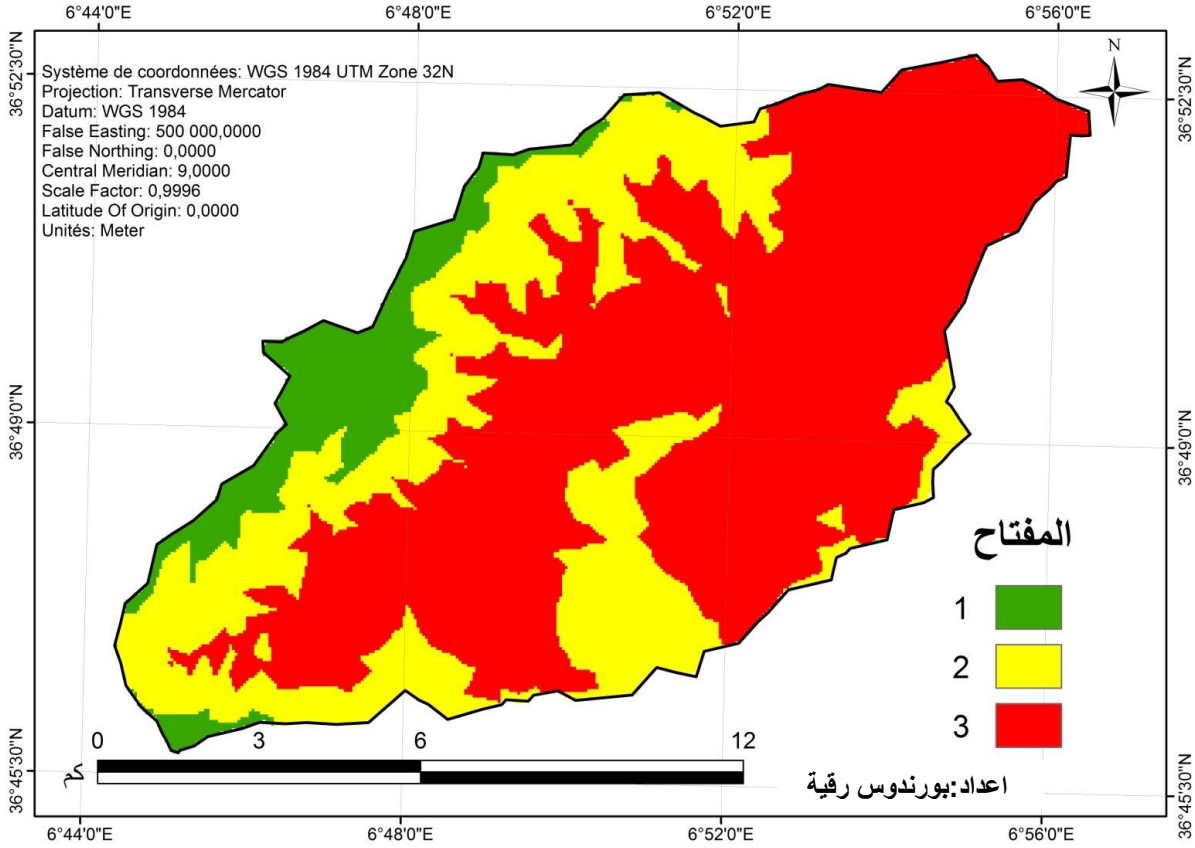 6°44'0"E 6°48'0"E 6°52'0"E 6°56'0"E
36°52'30"N
36°52'30"N
N
Système de coordonnées: WGS 1984 UTM Zone 32N
Projection: Transverse Mercator
Datum: WGS 1984
False Easting: 500 000,0000
False Northing: 0,0000
Central Meridian: 9,0000
Scale Factor: 0,9996
Latitude Of Origin: 0,0000
Unités: Meter
36°49'0"N
36°49'0"N
المفتاح
1
2
3
0 3 6 12
كم
اعداد:بورندوس رقية
36°45'30"N
36°45'30"N
6°44'0"E 6°48'0"E 6°52'0"E 6°56'0"E